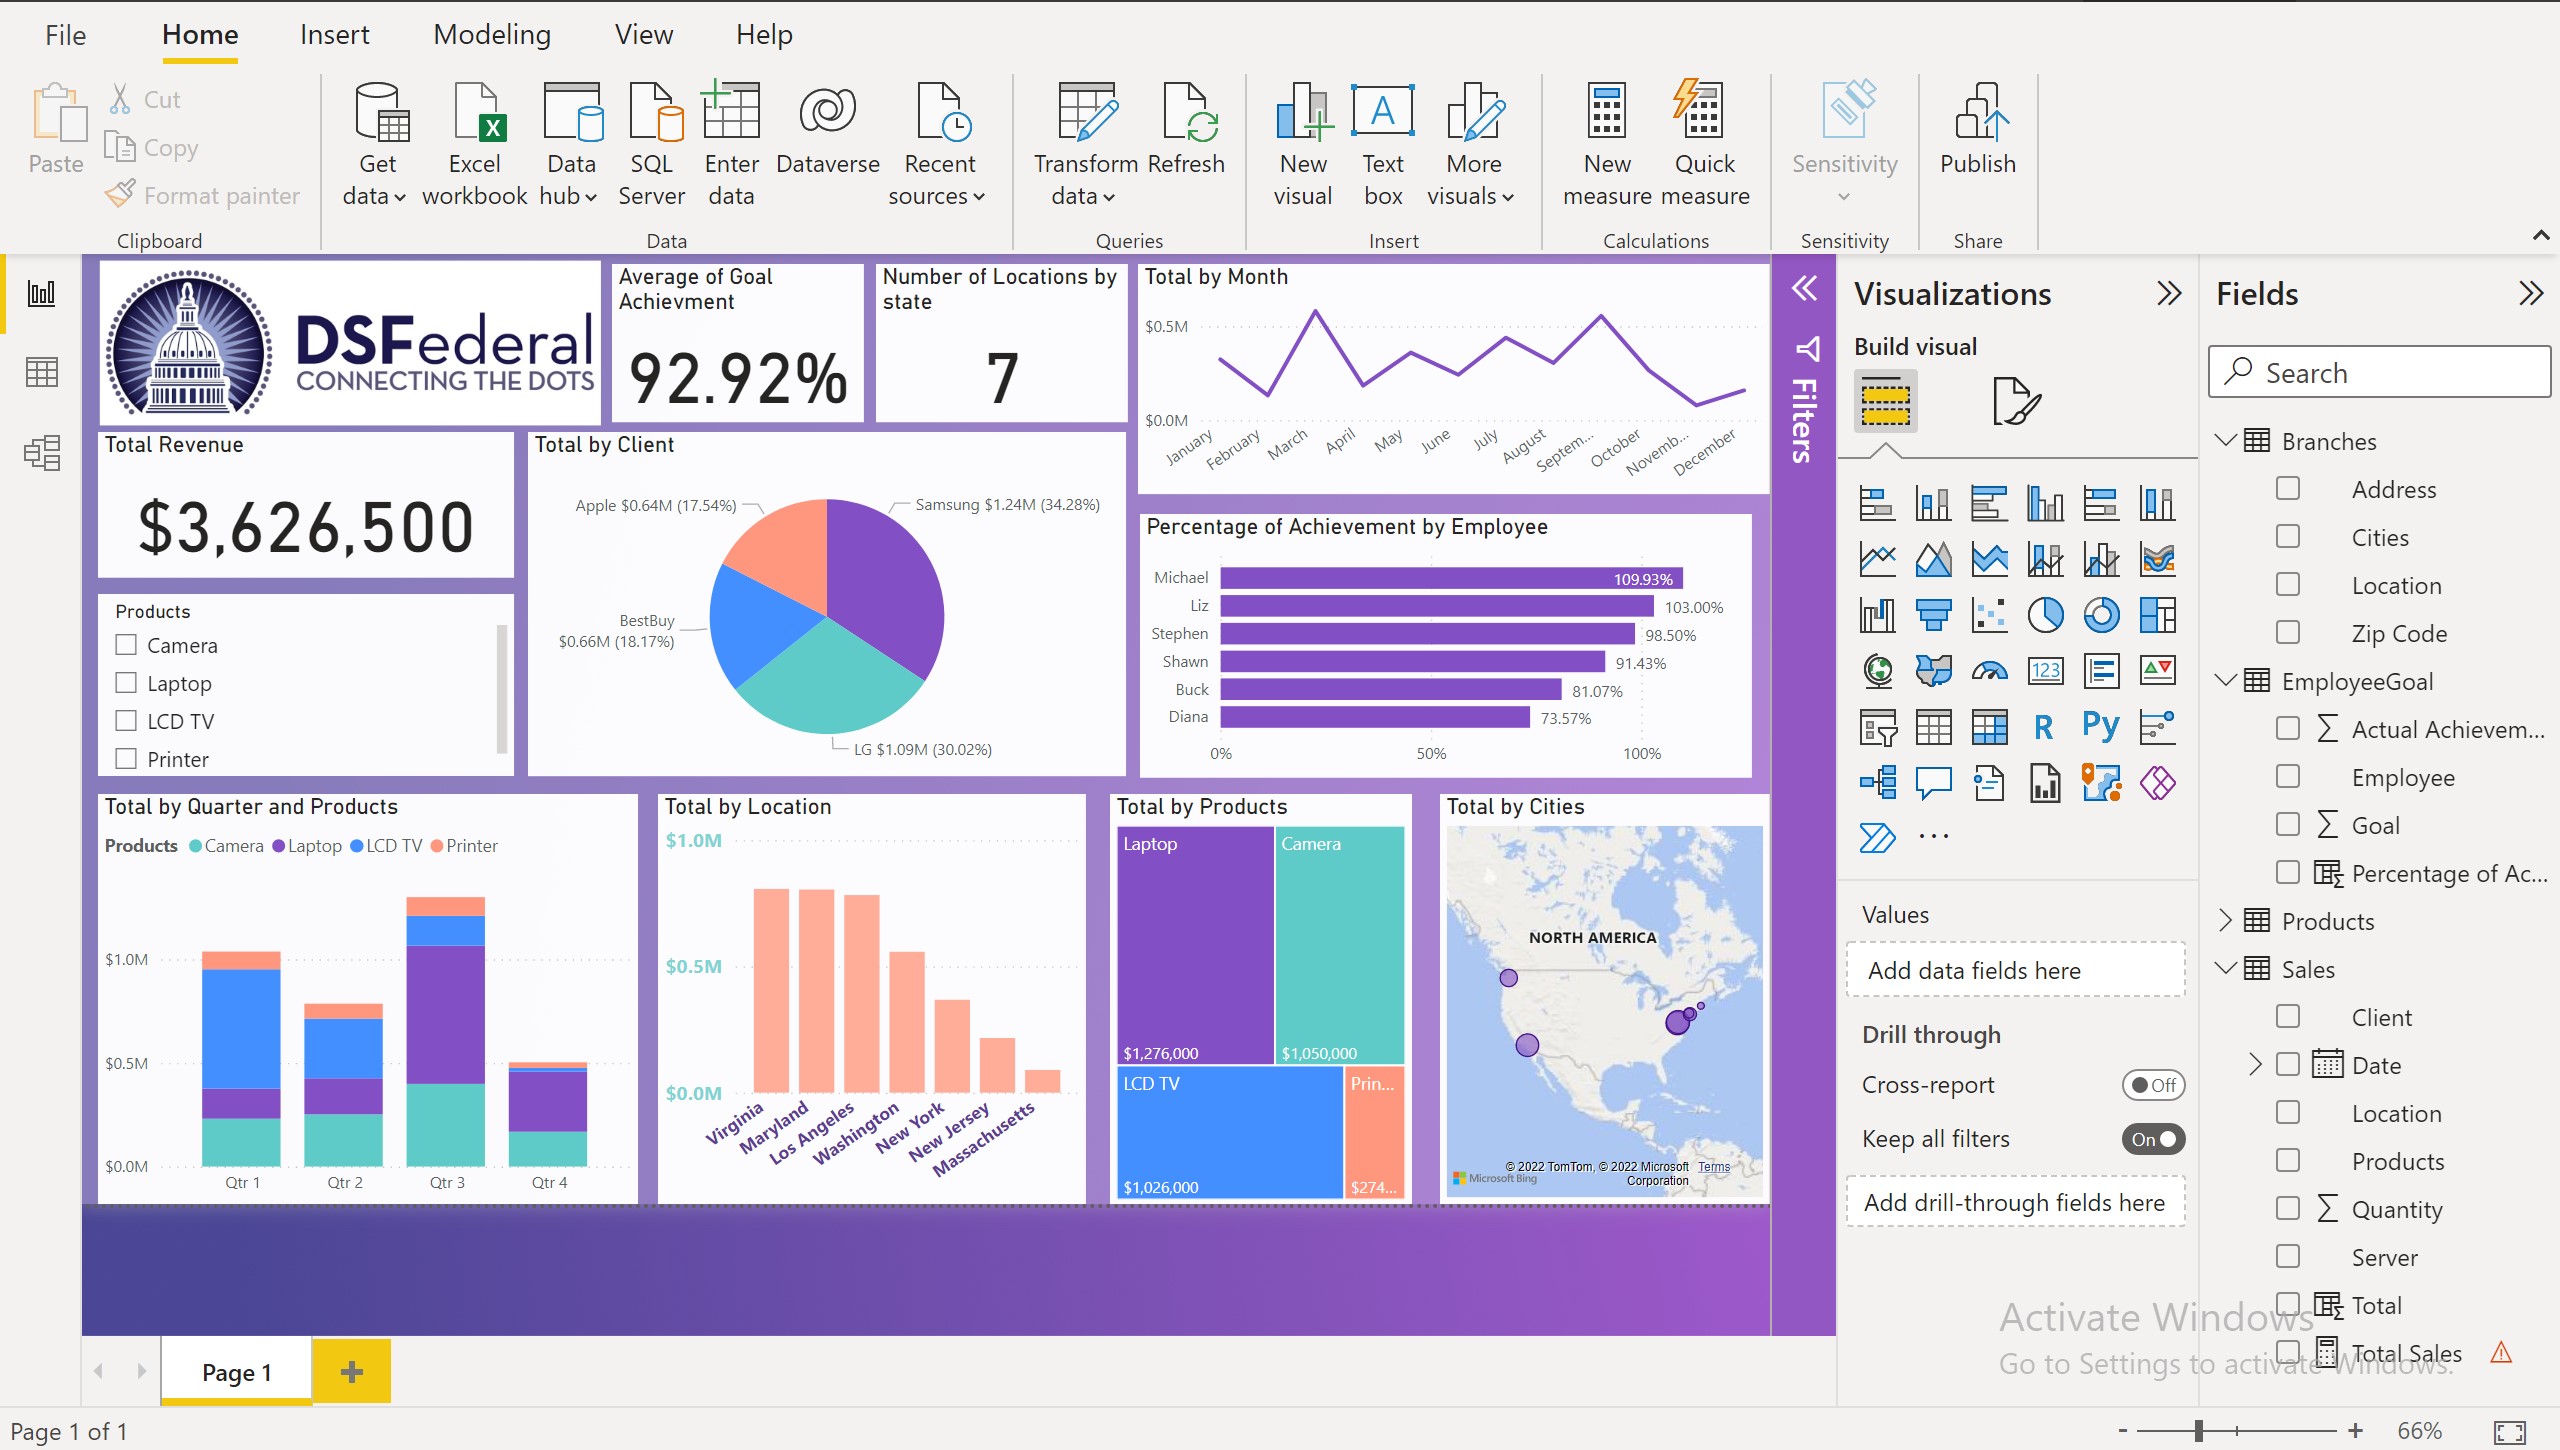 File
Home
Insert
Modeling
View
Help
Paste
Cut
Copy
Format painter
Clipboard
Get
data
Excel
workbook
Data
hub
SQL
Server
Enter
data
Dataverse
Recent
sources
Data
Transform
data
Refresh
Queries
New
visual
Text
box
More
visuals
Insert
New
measure
Quick
measure
Calculations
Sensitivity
Sensitivity
Publish
Share
DSFederal
CONNECTING THE DOTS
Average of Goal
Achievment
92.92%
Number of Locations by
state
7
Total by Month
$0.5M
$0.0M
January
February
March
April
May
June
July
August
Septem...
October
Novemb...
December
Total Revenue
$3,626,500
Products
Camera
Laptop
LCD TV
Printer
Total by Client
Apple $0.64M (17.54%)
Samsung $1.24M (34.28%)
BestBuy
$0.66M (18.17%)
LG $1.09M (30.02%)
Percentage of Achievement by Employee
Michael 109.93%
Liz 103.00%
Stephen 98.50%
Shawn 91.43%
Buck 81.07%
Diana 73.57%
0% 50% 100%
Total by Quarter and Products
Products Camera Laptop LCD TV Printer
$1.0M
$0.5M
$0.0M
Qtr 1 Qtr 2 Qtr 3 Qtr 4
Total by Location
$1.0M
$0.5M
$0.0M
Virginia
Maryland
Los Angeles
Washington
New York
New Jersey
Massachusetts
Total by Products
Laptop
$1,276,000
Camera
$1,050,000
LCD TV
$1,026,000
Prin...
$274...
Total by Cities
NORTH AMERICA
© 2022 TomTom, © 2022 Microsoft
Corporation
Terms
Microsoft Bing
Filters
Visualizations
Build visual
123
R
Py
...
Values
Add data fields here
Drill through
Cross-report
Off
Keep all filters
On
Add drill-through fields here
Fields
Search
Branches
Address
Cities
Location
Zip Code
EmployeeGoal
Actual Achievem...
Employee
Goal
Percentage of Ac...
Products
Sales
Client
Date
Location
Products
Quantity
Server
Total
Total Sales
Activate Windows
Go to Settings to activate Windows.
Page 1
Page 1 of 1
66%